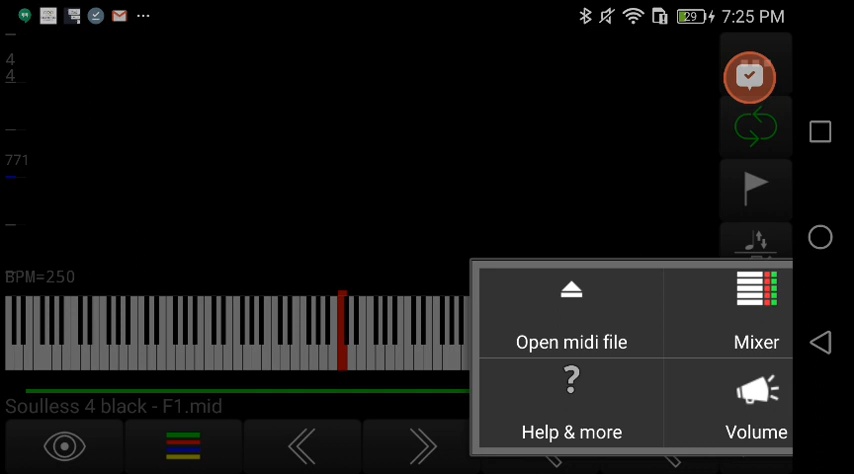 29 7:25 PM
4
4
771
BPM=250
Open midi file
Mixer
?
Help & more
Volume
Soulless 4 black - F1.mid